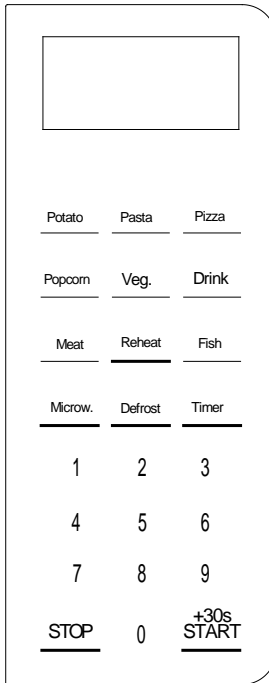 Potato Pasta Pizza
Popcorn Veg. Drink
Meat Reheat Fish
Microw. Defrost Timer
1 2 3
4 5 6
7 8 9
+30s
STOP 0 START